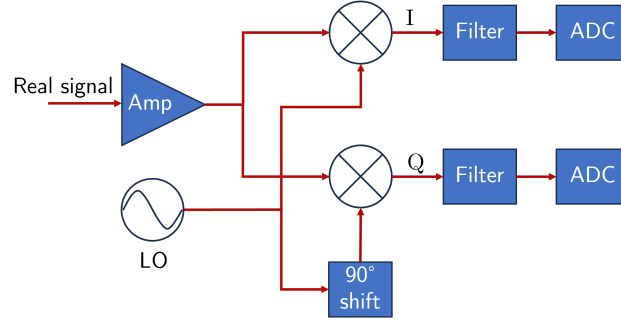 I
Filter
ADC
Real signal
Amp
Q
Filter
ADC
LO
90°
shift